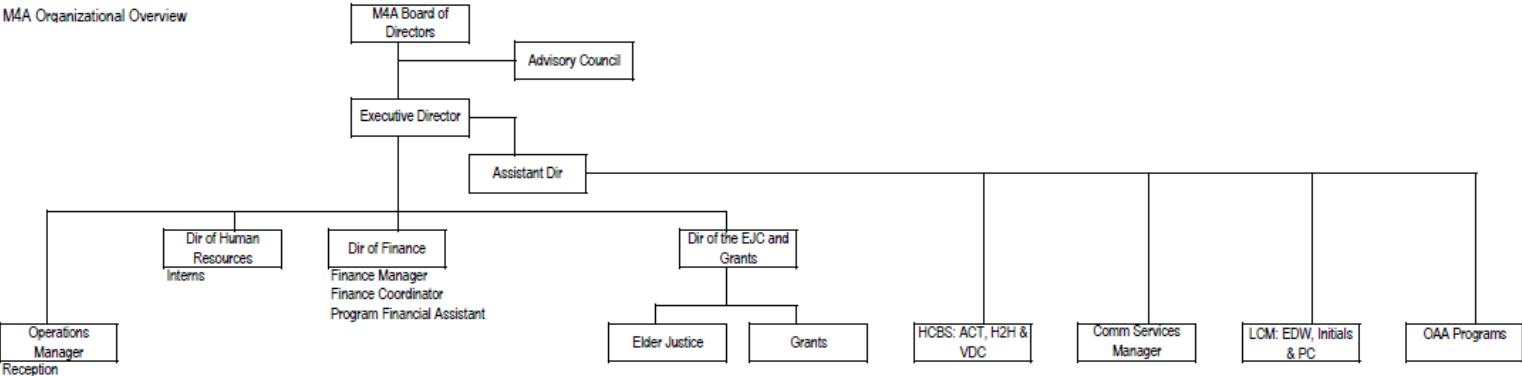 M4A Organizational Overview
M4A Board of
Directors
Advisory Council
Executive Director
Assistant Dir
Dir of Human
Resources
Interns
Dir of Finance
Finance Manager
Finance Coordinator
Program Financial Assistant
Dir of the EJC and
Grants
Operations
Manager
Reception
Elder Justice
Grants
HCBS: ACT, H2H &
VDC
Comm Services
Manager
LCM: EDW, Initials
& PC
OAA Programs